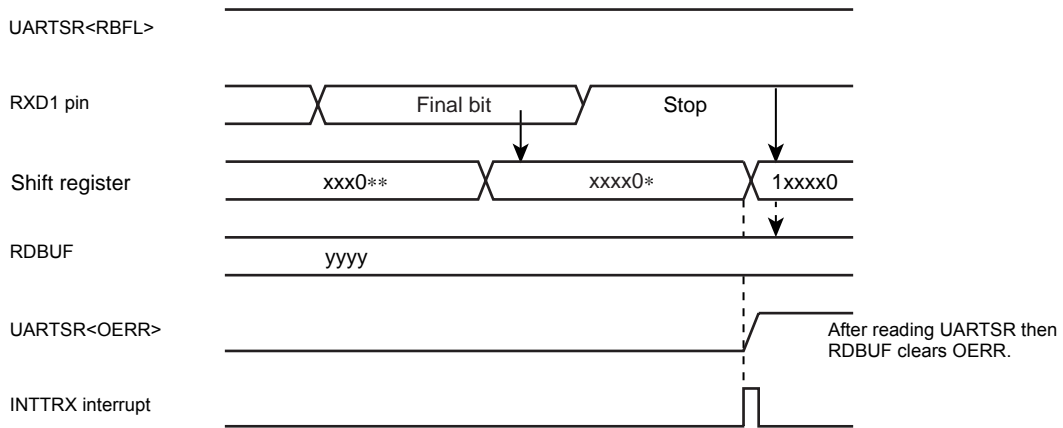 UARTSR<RBFL>
RXD1 pin
Final bit
Stop
Shift register
xxx0**
xxxx0*
1xxxx0
RDBUF
yyyy
UARTSR<OERR>
After reading UARTSR then
RDBUF clears OERR.
INTTRX interrupt